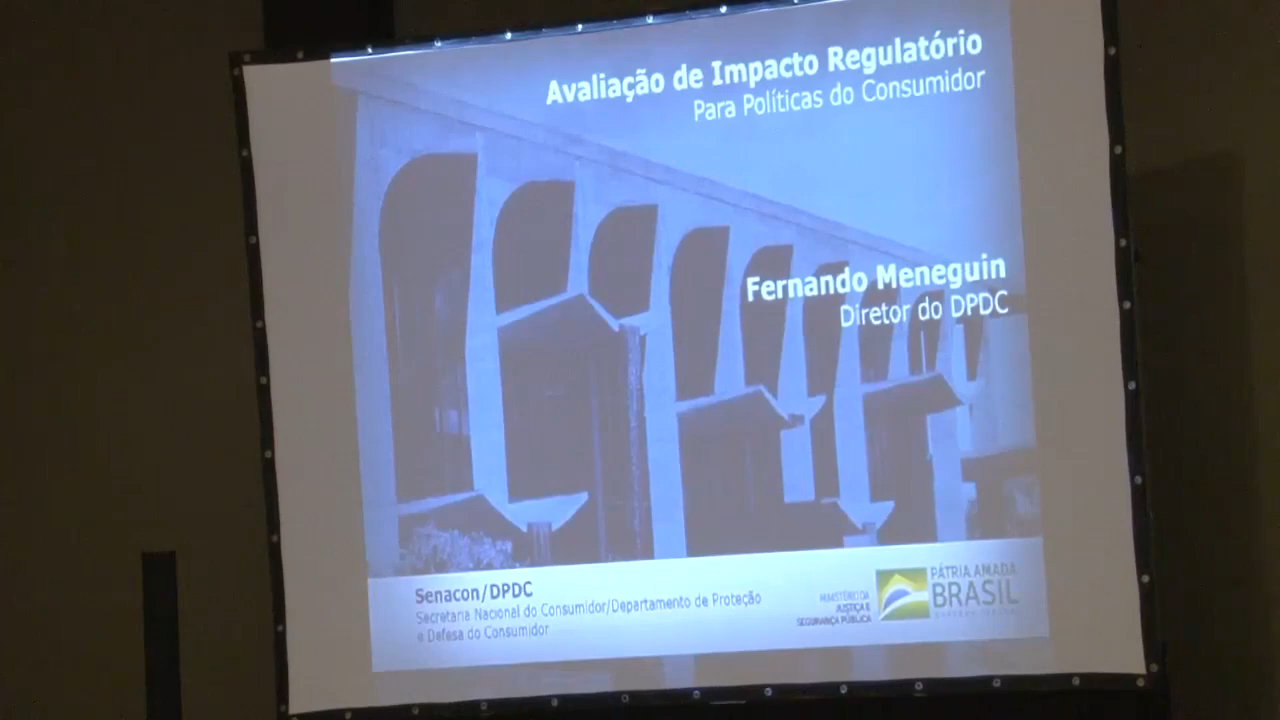 Avaliação de Impacto Regulatório
Para Políticas do Consumidor
Fernando Meneguin
Diretor do DPDC
Senacon/DPDC
Secretaria Nacional do Consumidor/Departamento de Proteção
e Defesa do Consumidor
MINISTÉRIO DA
JUSTIÇA E
SEGURANÇA PÚBLICA
PÁTRIA AMADA
BRASIL